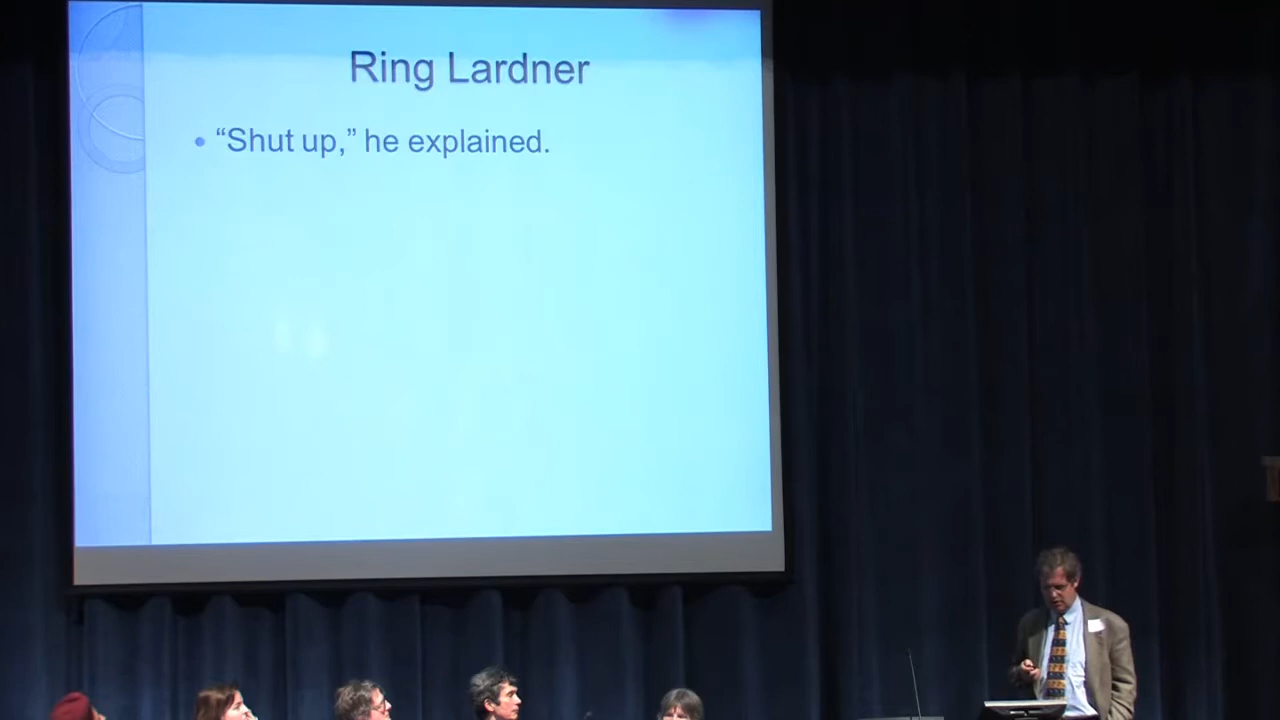 Ring Lardner
• “Shut up,” he explained.